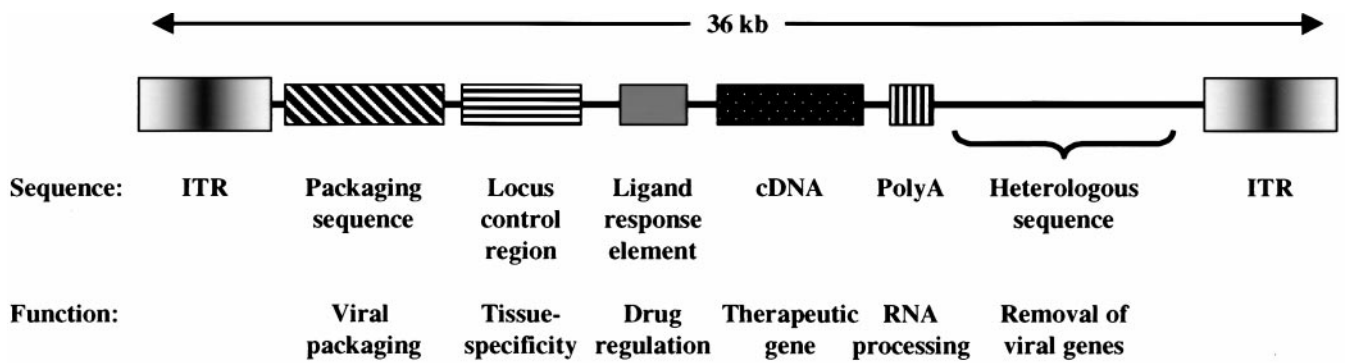 36 kb
Sequence: ITR Packaging Locus Ligand cDNA PolyA Heterologous ITR
sequence control response sequence
region element
Function: Viral Tissue- Drug Therapeutic RNA Removal of
packaging specificity regulation gene processing viral genes